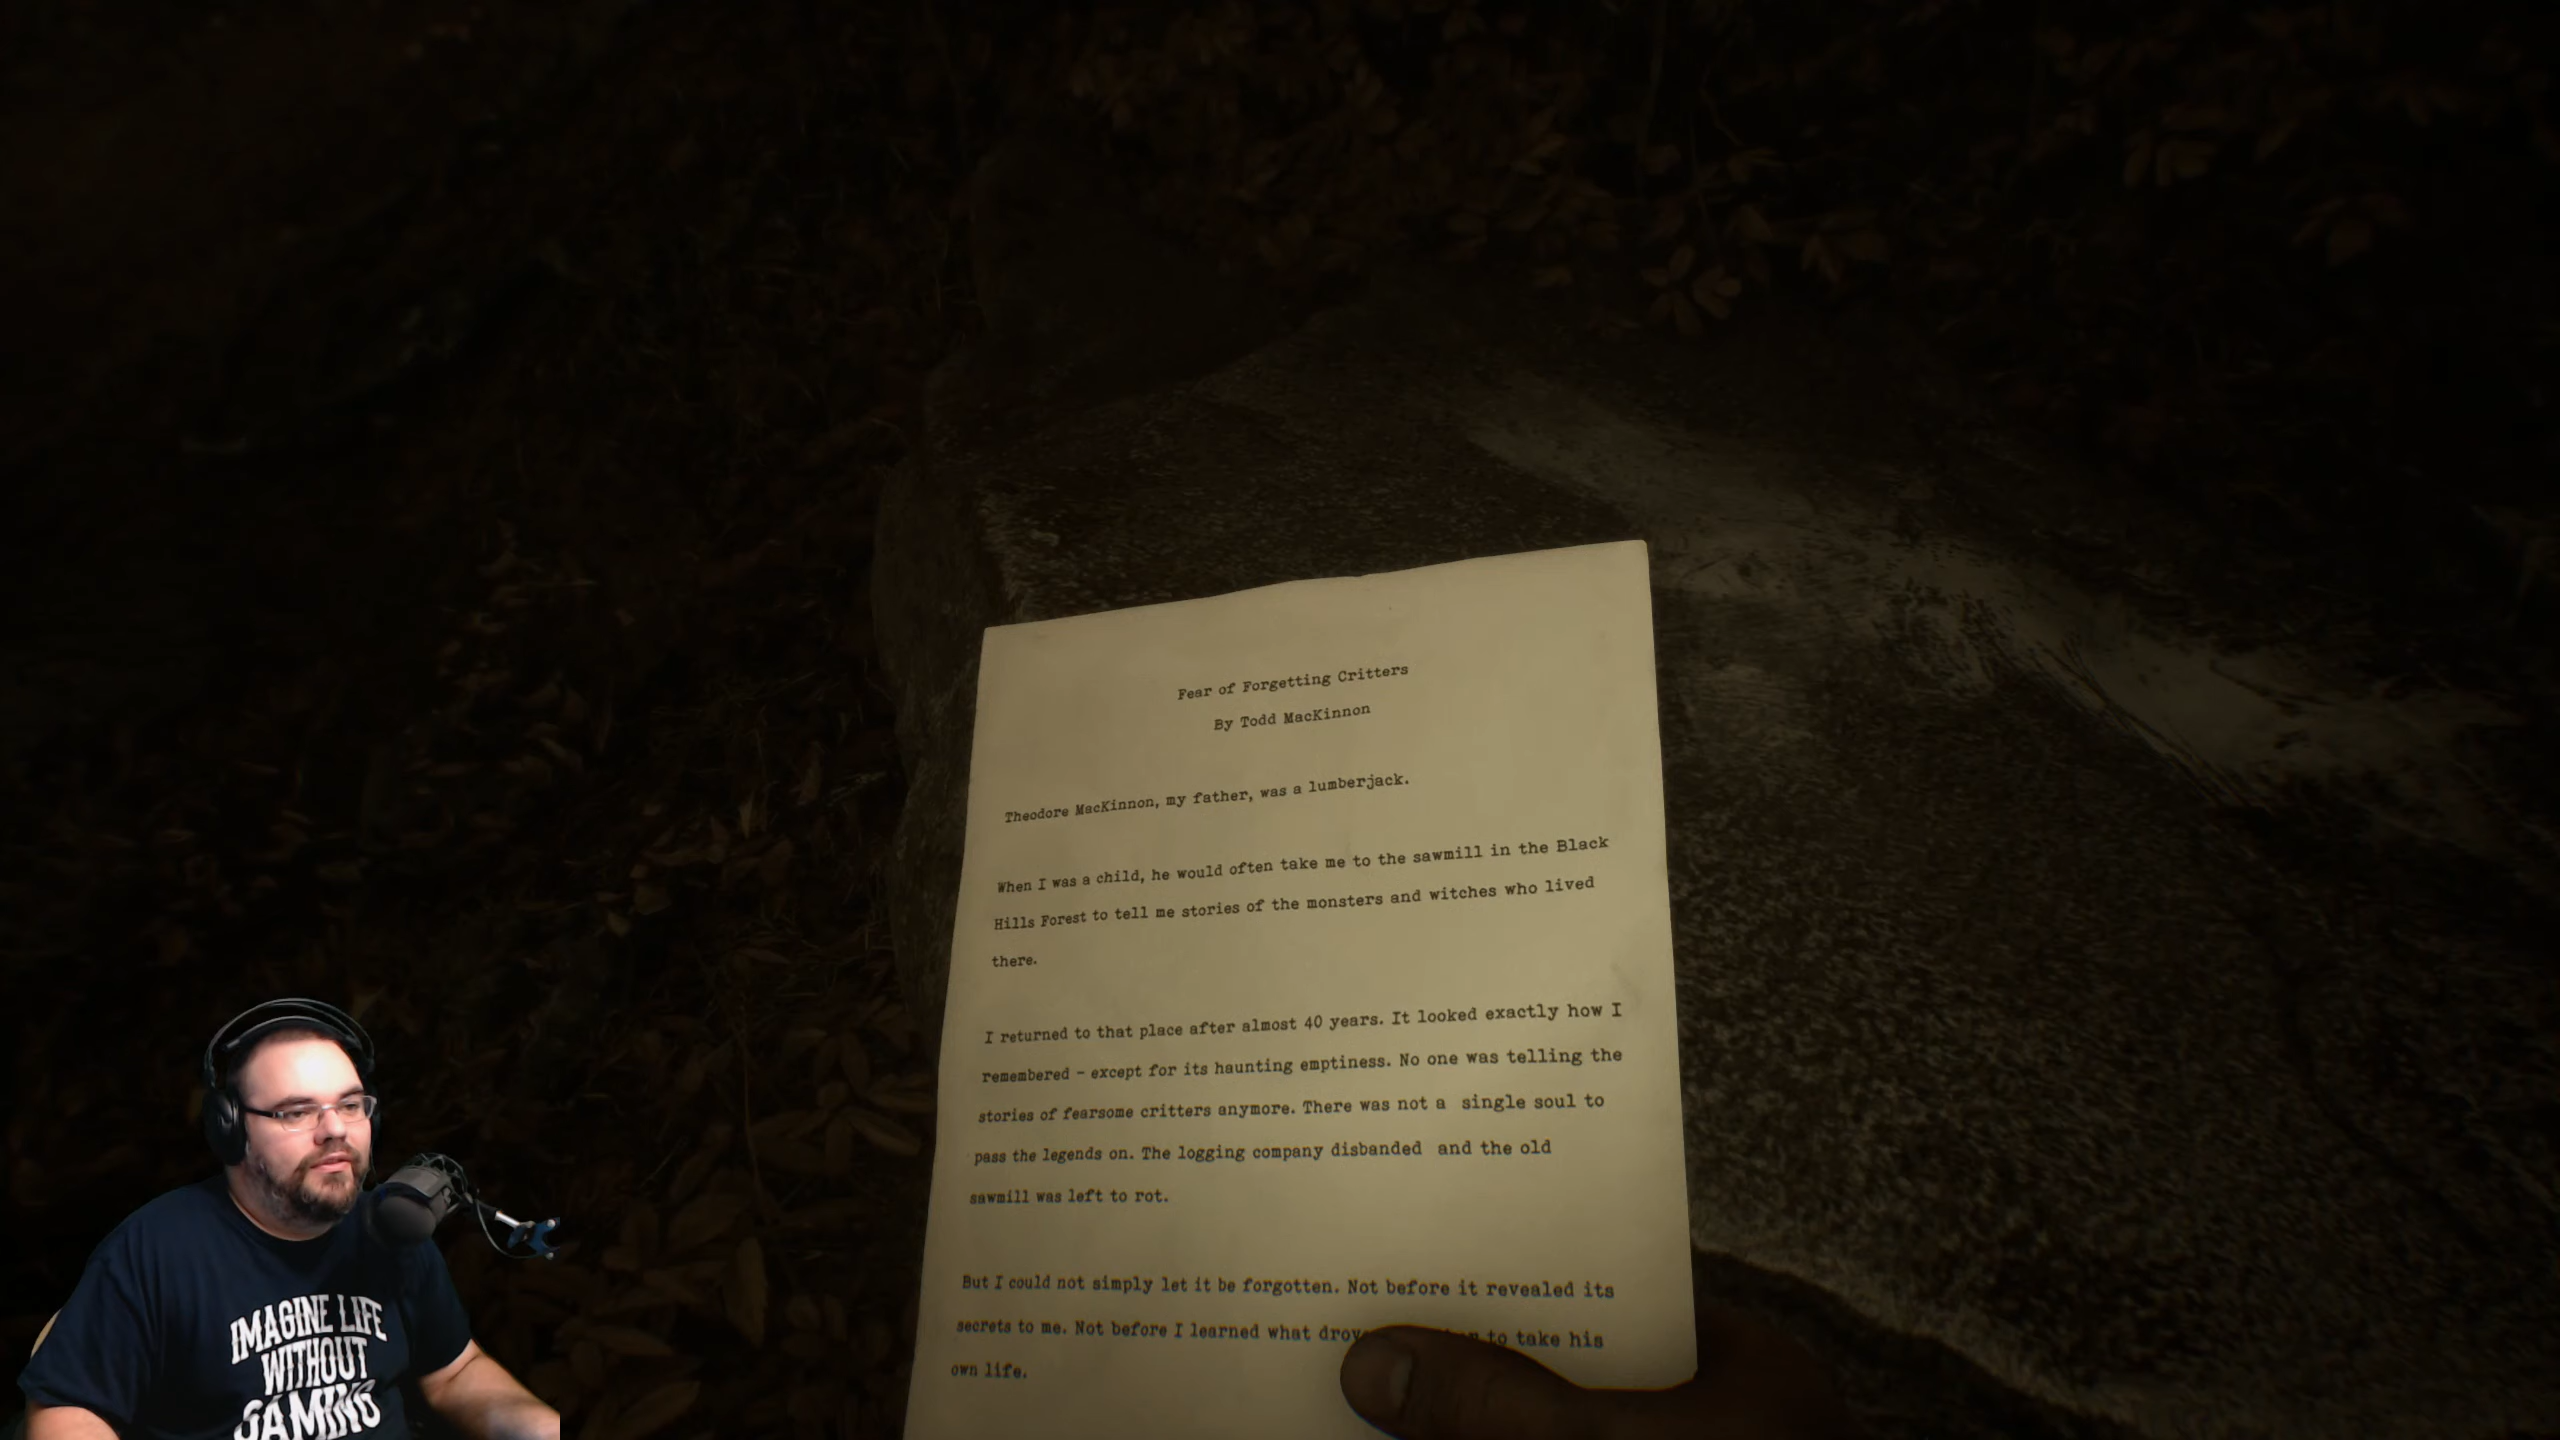 Fear of Forgetting Critters
By Todd MacKinnon
Theodore MacKinnon, my father, was a lumberjack.
When I was a child, he would often take me to the sawmill in the Black
Hills Forest to tell me stories of the monsters and witches who lived
there.
I returned to that place after almost 40 years. It looked exactly how I
remembered - except for its haunting emptiness. No one was telling the
stories of fearsome critters anymore. There was not a single soul to
pass the legends on. The logging company disbanded and the old
sawmill was left to rot.
But I could not simply let it be forgotten. Not before it revealed its
secrets to me. Not before I learned what to take his
own life.
IMAGINE LIFE
WITHOUT
GAMING